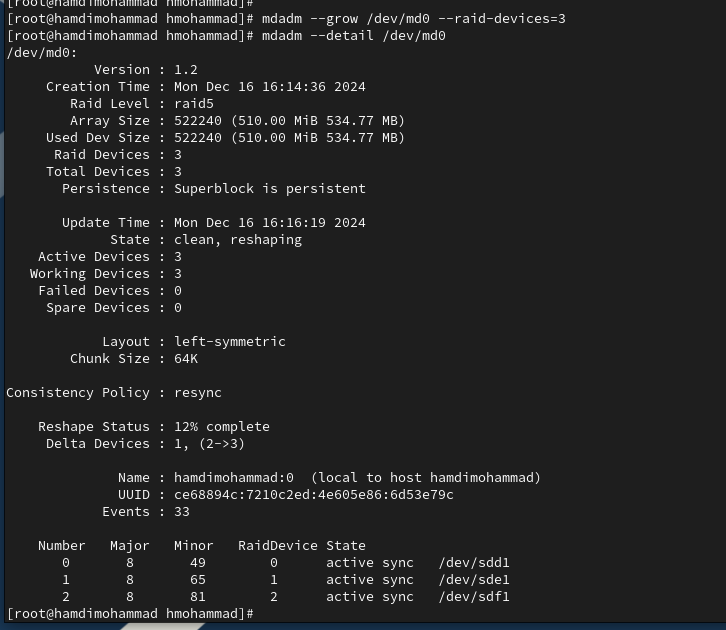 [root@hamdimohammad hmohammad]#
[root@hamdimohammad hmohammad]# mdadm --grow /dev/md0 --raid-devices=3
[root@hamdimohammad hmohammad]# mdadm --detail /dev/md0
/dev/md0:
Version : 1.2
Creation Time : Mon Dec 16 16:14:36 2024
Raid Level : raid5
Array Size : 522240 (510.00 MiB 534.77 MB)
Used Dev Size : 522240 (510.00 MiB 534.77 MB)
Raid Devices : 3
Total Devices : 3
Persistence : Superblock is persistent
Update Time : Mon Dec 16 16:16:19 2024
State : clean, reshaping
Active Devices : 3
Working Devices : 3
Failed Devices : 0
Spare Devices : 0
Layout : left-symmetric
Chunk Size : 64K
Consistency Policy : resync
Reshape Status : 12% complete
Delta Devices : 1, (2->3)
Name : hamdimohammad:0 (local to host hamdimohammad)
UUID : ce68894c:7210c2ed:4e605e86:6d53e79c
Events : 33
Number Major Minor RaidDevice State
0 8 49 0 active sync /dev/sdd1
1 8 65 1 active sync /dev/sde1
2 8 81 2 active sync /dev/sdf1
[root@hamdimohammad hmohammad]#